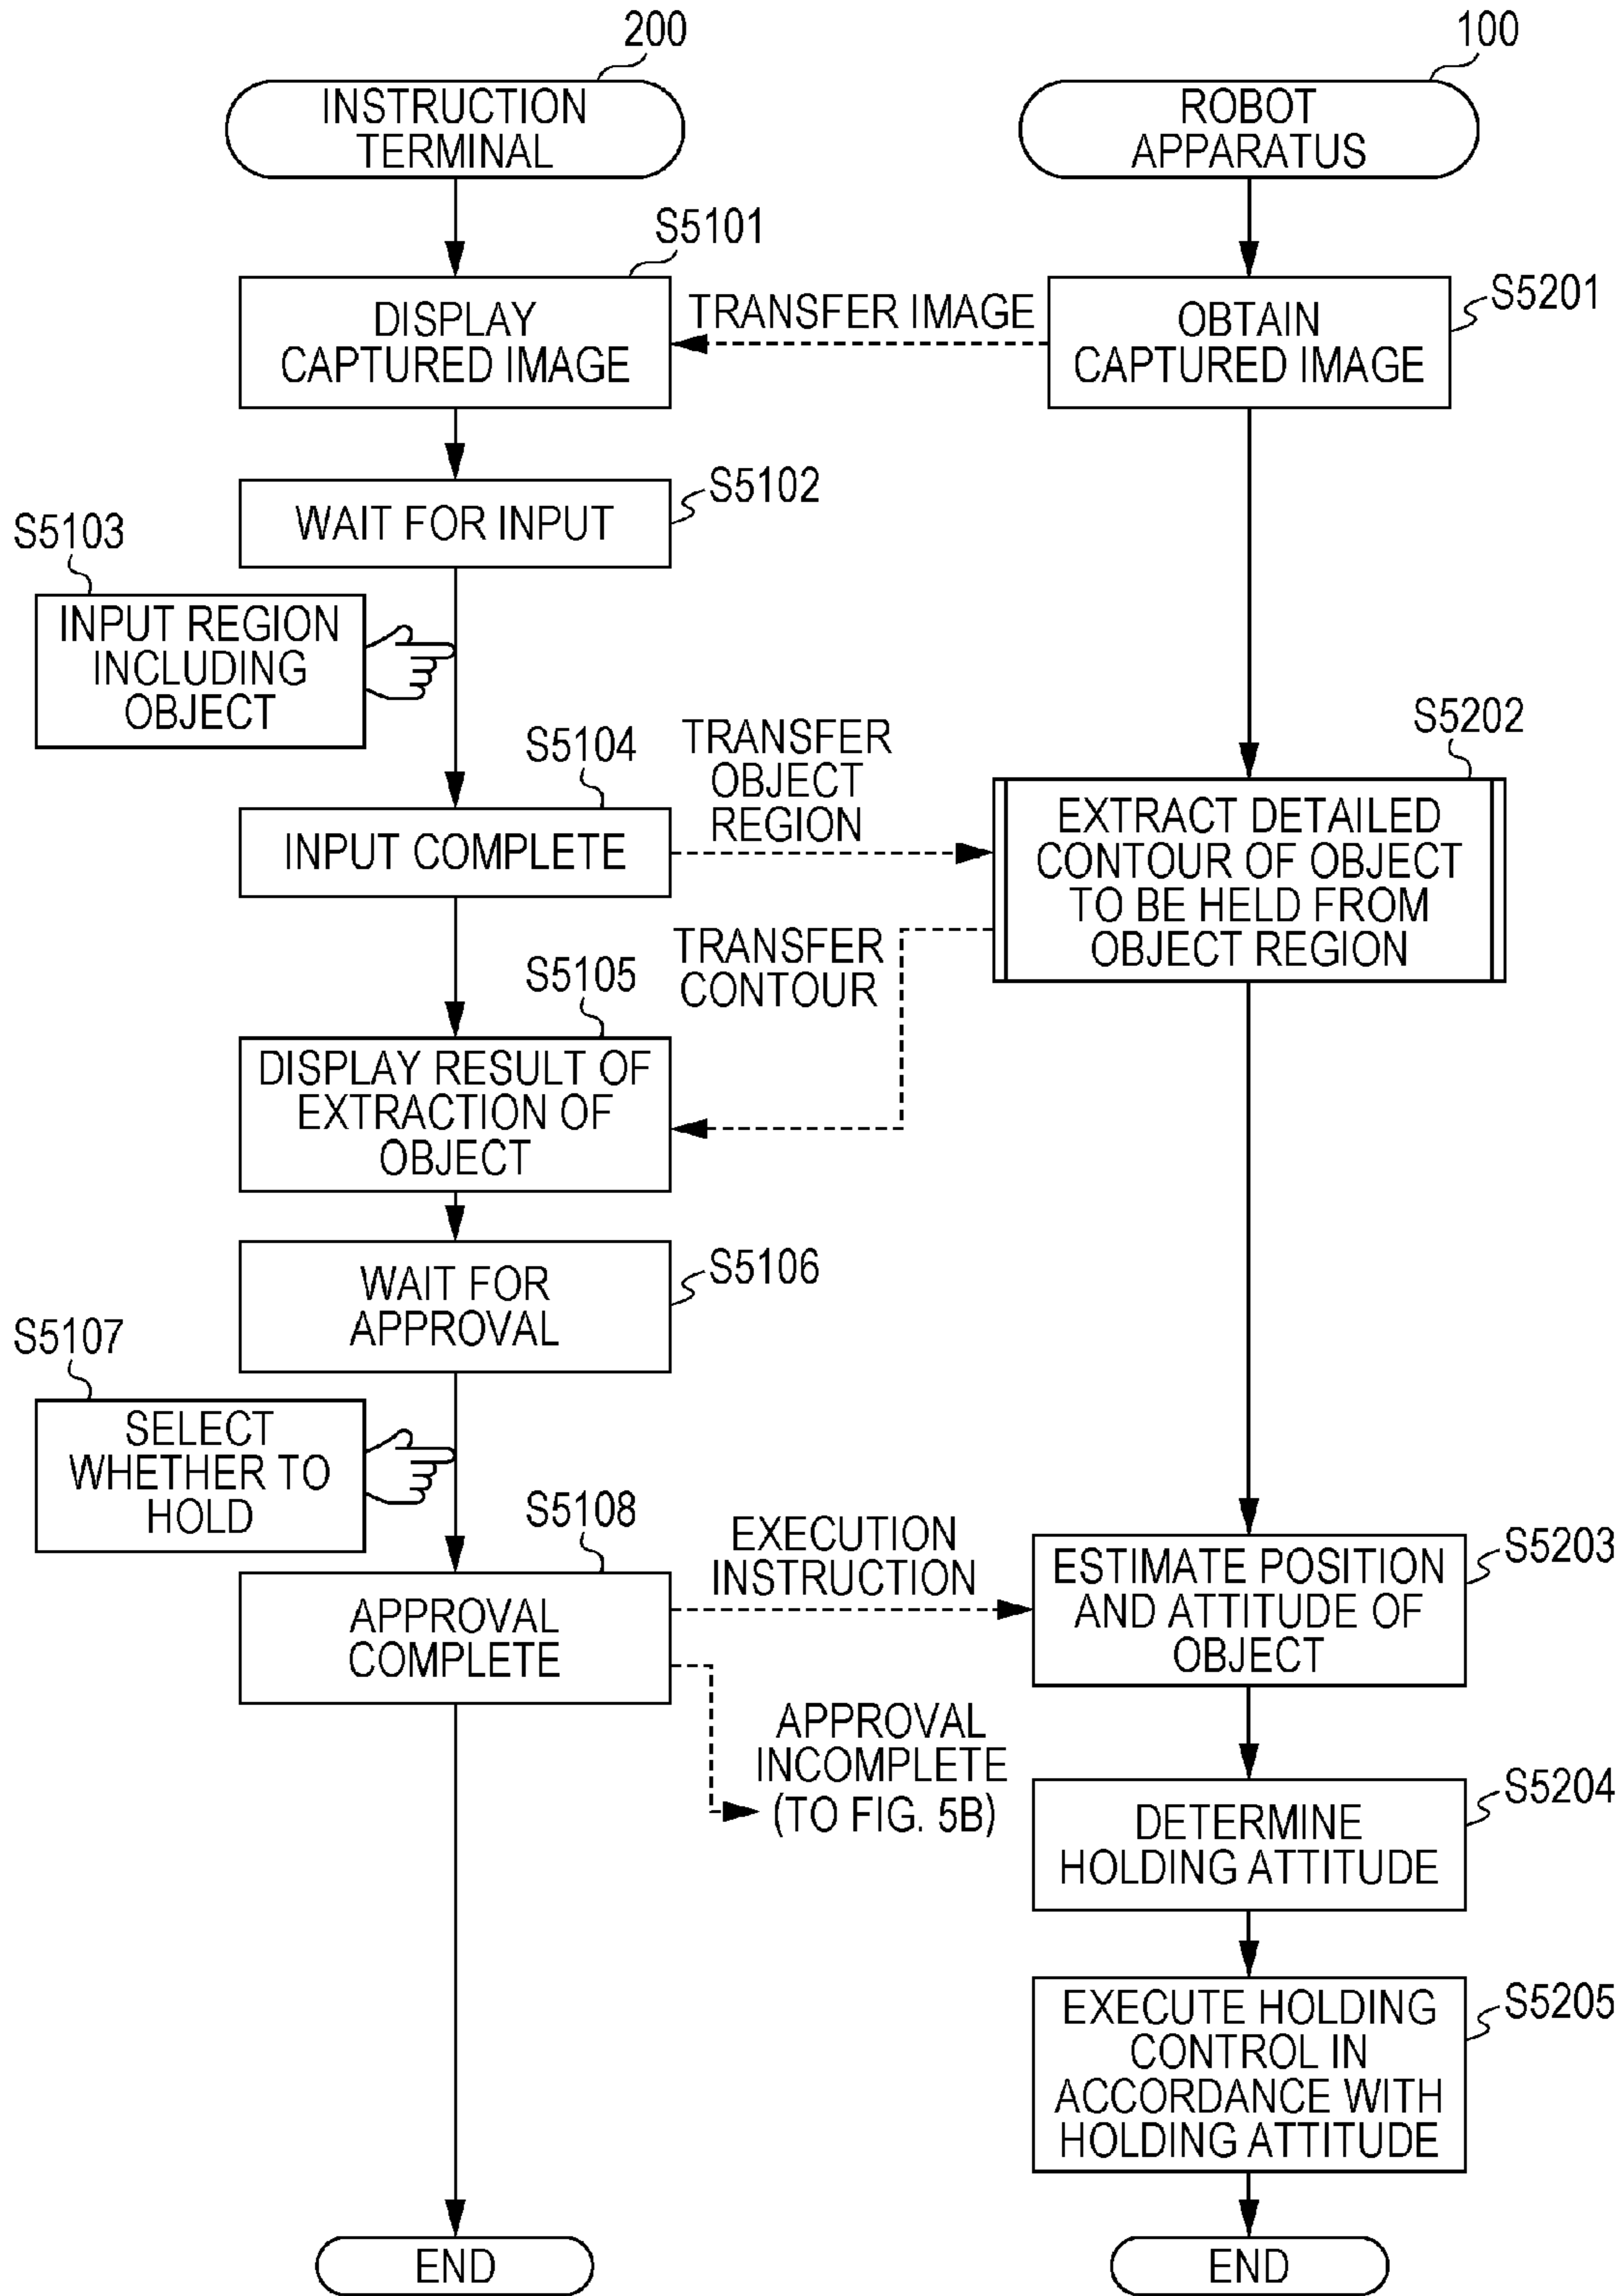 200
INSTRUCTION
TERMINAL
100
ROBOT
APPARATUS
S5101
DISPLAY
CAPTURED IMAGE
TRANSFER IMAGE
S5201
OBTAIN
CAPTURED IMAGE
S5102
WAIT FOR INPUT
S5103
INPUT REGION
INCLUDING
OBJECT
S5104
INPUT COMPLETE
TRANSFER
OBJECT
REGION
S5202
EXTRACT DETAILED
CONTOUR OF OBJECT
TO BE HELD FROM
OBJECT REGION
TRANSFER
CONTOUR
S5105
DISPLAY RESULT OF
EXTRACTION OF
OBJECT
S5106
WAIT FOR
APPROVAL
S5107
SELECT
WHETHER TO
HOLD
S5108
APPROVAL
COMPLETE
EXECUTION
INSTRUCTION
S5203
ESTIMATE POSITION
AND ATTITUDE OF
OBJECT
APPROVAL
INCOMPLETE
(TO FIG. 5B)
S5204
DETERMINE
HOLDING ATTITUDE
S5205
EXECUTE HOLDING
CONTROL IN
ACCORDANCE WITH
HOLDING ATTITUDE
END
END